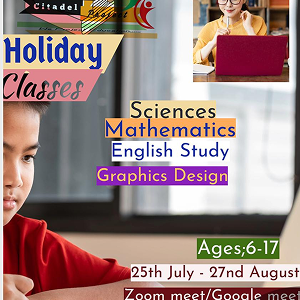 Citadel
Holiday
Classes
Sciences
Mathematics
English Study
Graphics Design
Ages;6-17
25th July - 27nd August
Zoom meet/Google meet